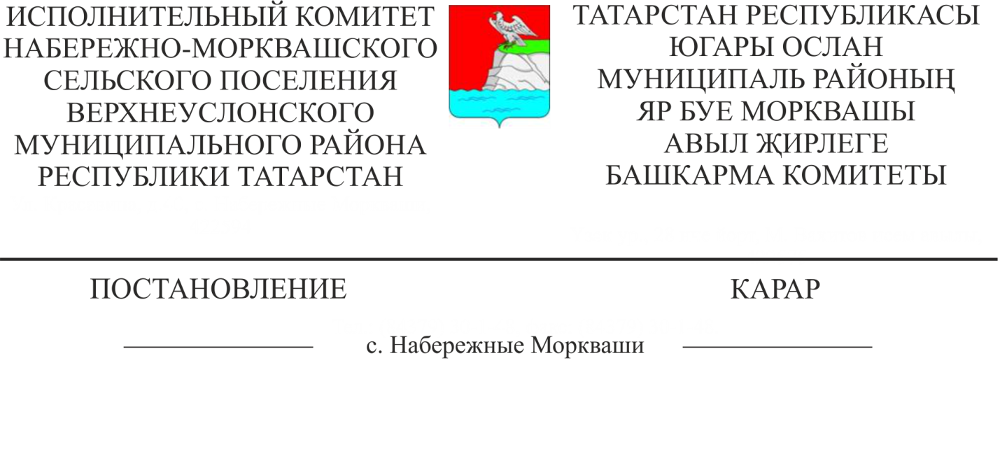 ИСПОЛНИТЕЛЬНЫЙ КОМИТЕТ
НАБЕРЕЖНО-МОРКВАШСКОГО
СЕЛЬСКОГО ПОСЕЛЕНИЯ
ВЕРХНЕУСЛОНСКОГО
МУНИЦИПАЛЬНОГО РАЙОНА
РЕСПУБЛИКИ ТАТАРСТАН
ТАТАРСТАН РЕСПУБЛИКАСЫ
ЮГАРЫ ОСЛАН
МУНИЦИПАЛЬ РАЙОНЫҢ
ЯР БУЕ МОРКВАШЫ
АВЫЛ ҖИРЛЕГЕ
БАШКАРМА КОМИТЕТЫ
ПОСТАНОВЛЕНИЕ
КАРАР
с. Набережные Моркваши